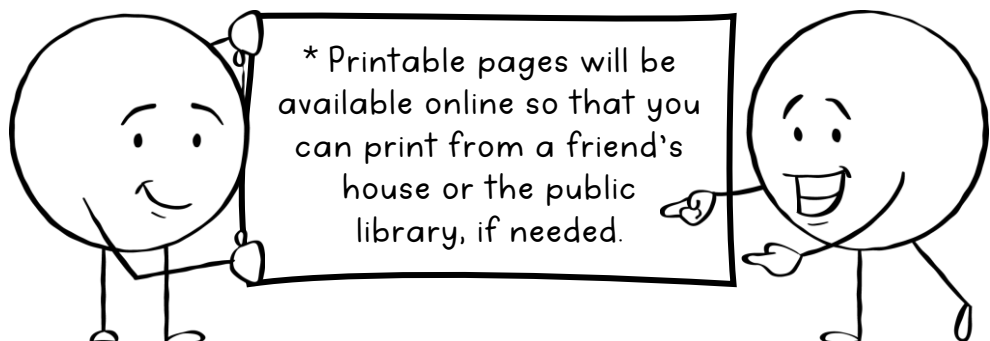 * Printable pages will be
available online so that you
can print from a friend's
house or the public
library, if needed.